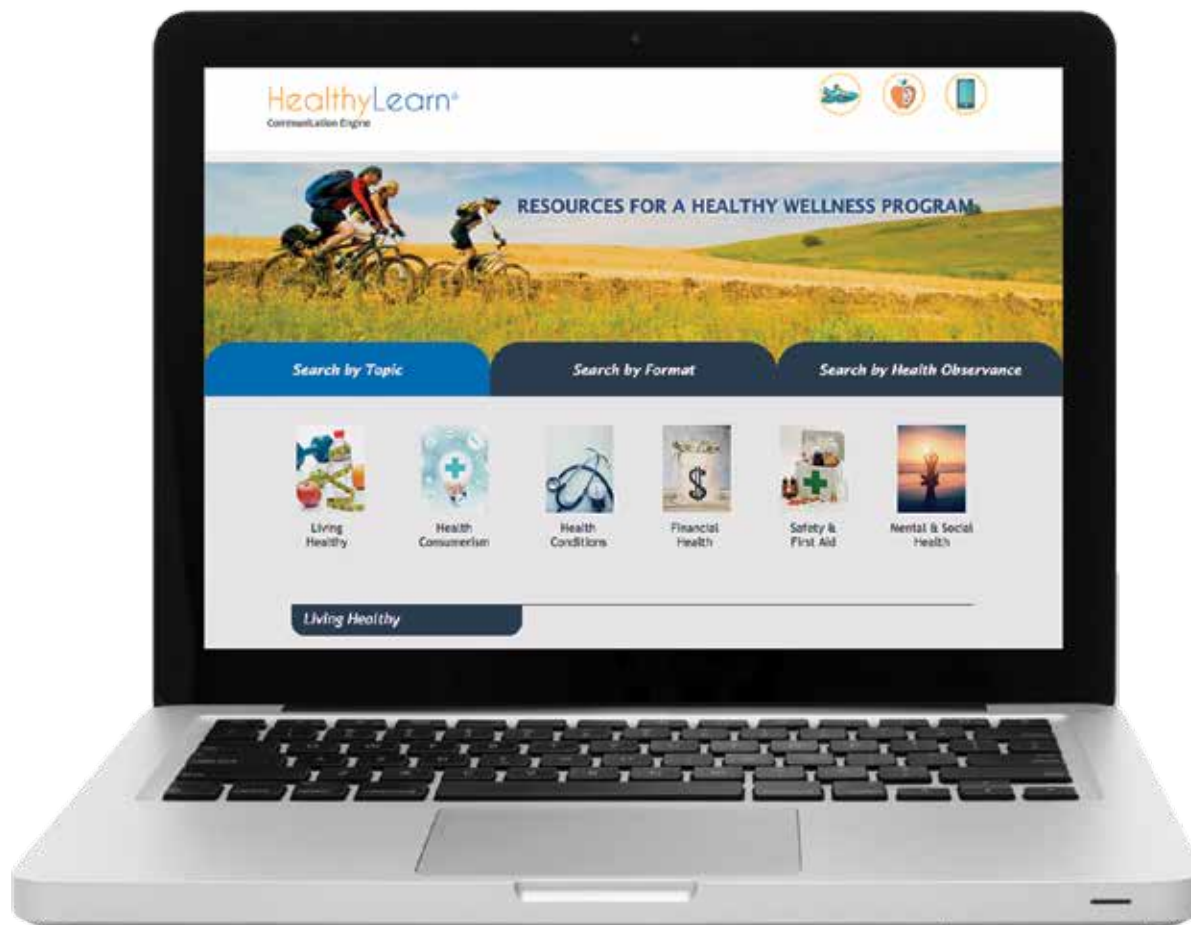 HealthyLearn®
Communication Engine
RESOURCES FOR A HEALTHY WELLNESS PROGRAM
Search by Topic
Search by Format
Search by Health Observance
Living
Healthy
Health
Consumerism
Health
Conditions
Financial
Health
$
Safety &
First Aid
Mental & Social
Health
Living Healthy